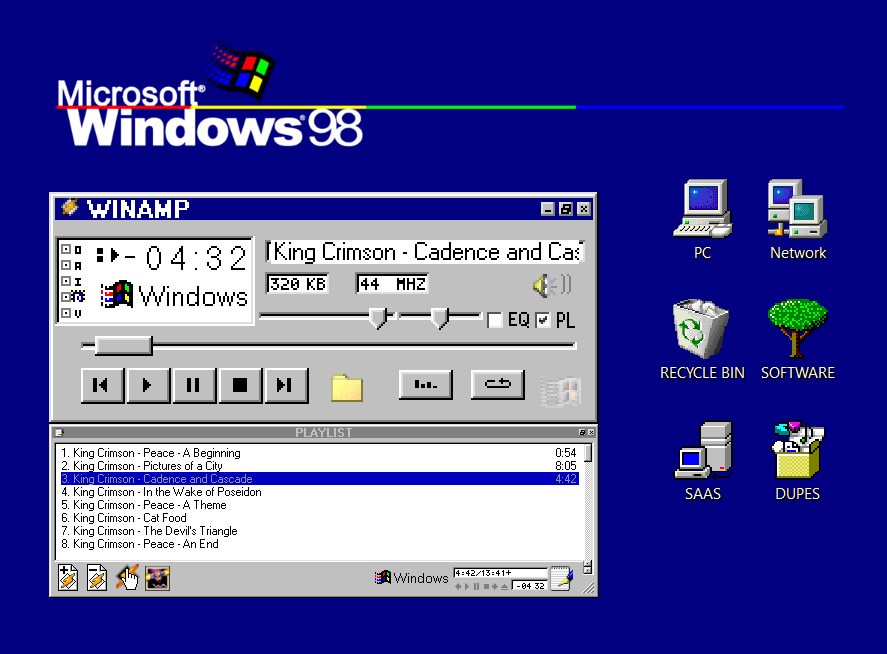 Microsoft®
Windows®98
WINAMP
O
A
I
V
-04:32
Windows
King Crimson - Cadence and Cas
320 KB
44 MHZ
EQ
PL
PLAYLIST
1. King Crimson - Peace - A Beginning 0:54
2. King Crimson - Pictures of a City 8:05
3. King Crimson - Cadence and Cascade 4:42
4. King Crimson - In the Wake of Poseidon
5. King Crimson - Peace - A Theme
6. King Crimson - Cat Food
7. King Crimson - The Devil's Triangle
8. King Crimson - Peace - An End
Windows
4:42/13:41+
-04 32
PC
Network
RECYCLE BIN
SOFTWARE
SAAS
DUPES